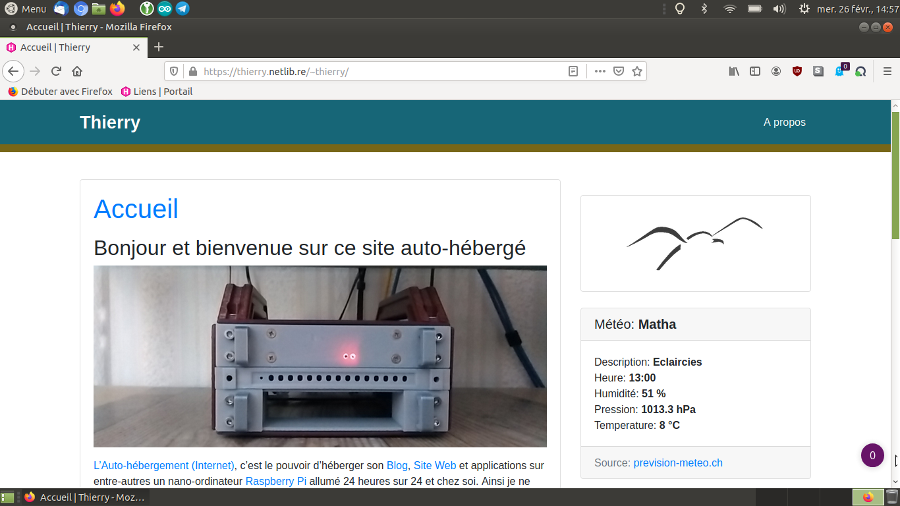 Menu
mer. 26 févr., 14:57
Accueil | Thierry - Mozilla Firefox
Accueil | Thierry
https://thierry.netlib.re/~thierry/
0
Débuter avec Firefox
Liens | Portail
Thierry
A propos
Accueil
Bonjour et bienvenue sur ce site auto-hébergé
L'Auto-hébergement (Internet), c'est le pouvoir d'héberger son Blog, Site Web et applications sur
entre-autres un nano-ordinateur Raspberry Pi allumé 24 heures sur 24 et chez soi. Ainsi je ne
Météo: Matha
Description: Eclaircies
Heure: 13:00
Humidité: 51 %
Pression: 1013.3 hPa
Temperature: 8 °C
Source: prevision-meteo.ch
0
Accueil | Thierry - Moz...